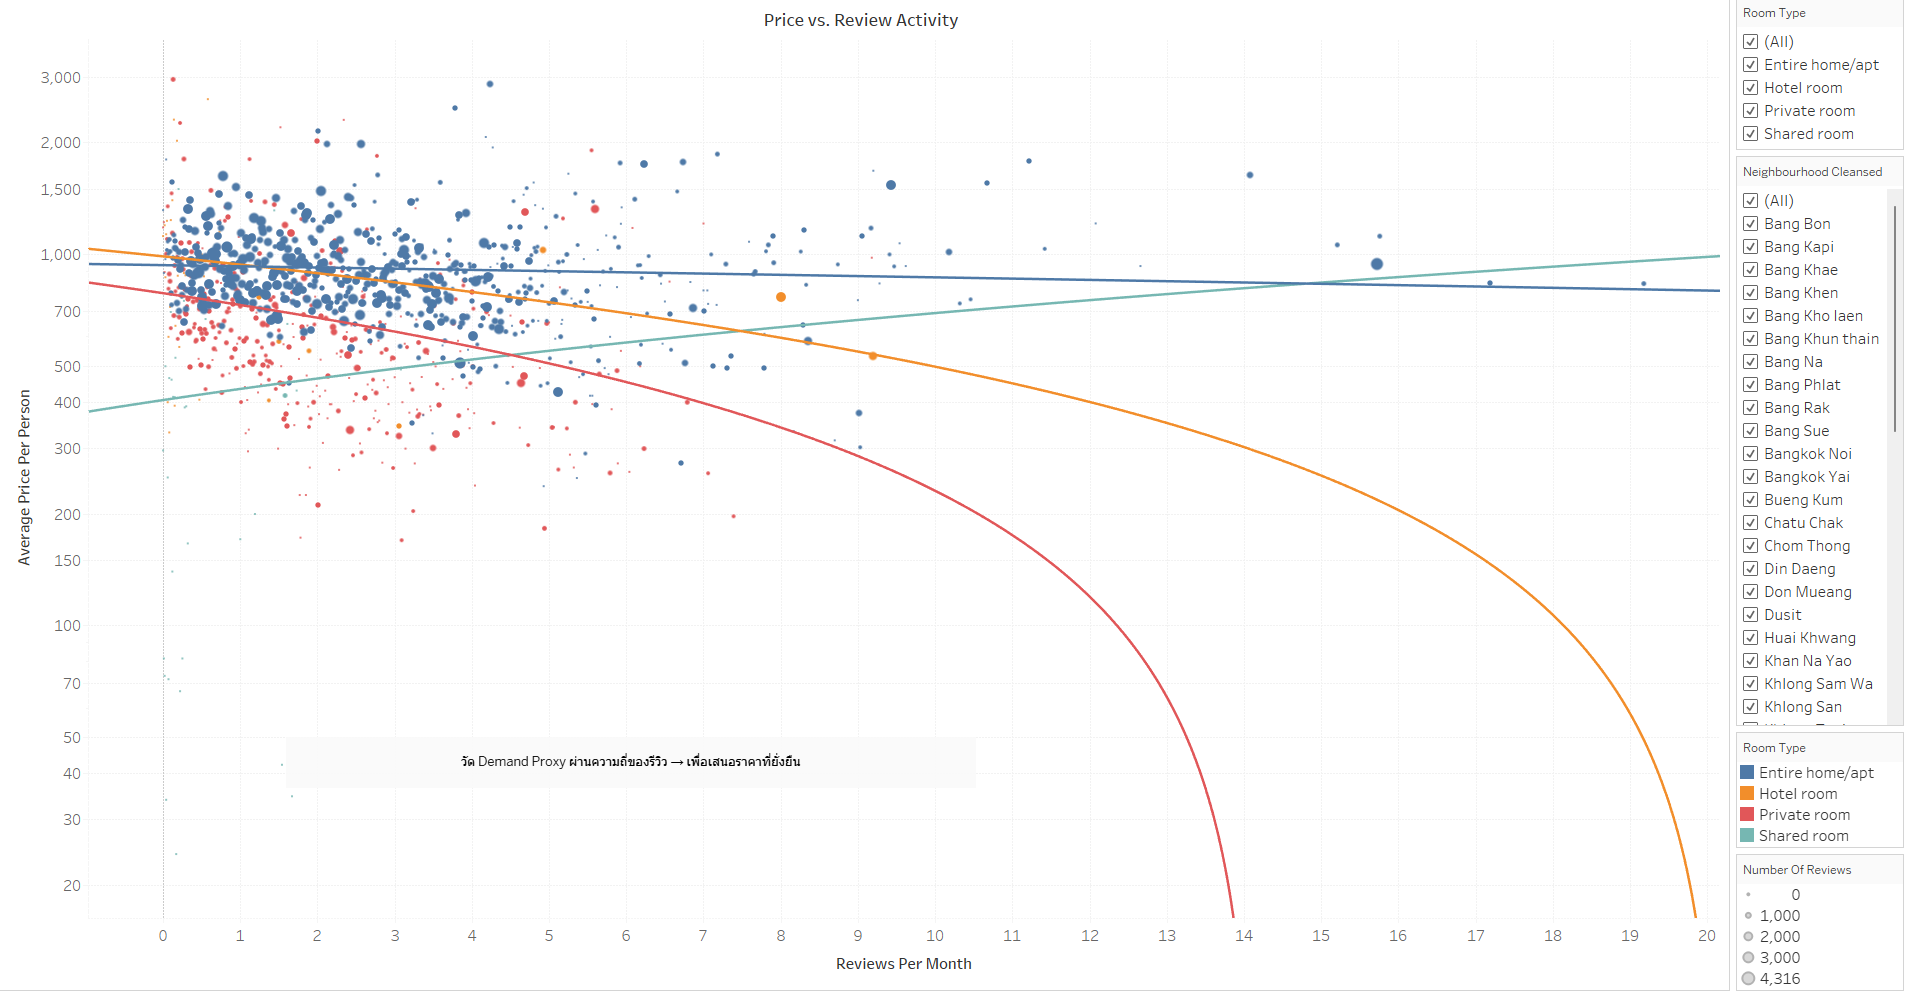 Price vs. Review Activity
Average Price Per Person
3,000
2,000
1,500
1,000
700
500
400
300
200
150
100
70
50
40
30
20
วัด Demand Proxy ผ่านความถี่ของรีวิว → เพื่อเสนอราคาที่ยั่งยืน
0 1 2 3 4 5 6 7 8 9 10 11 12 13 14 15 16 17 18 19 20
Reviews Per Month
Room Type
(All)
Entire home/apt
Hotel room
Private room
Shared room
Neighbourhood Cleansed
(All)
Bang Bon
Bang Kapi
Bang Khae
Bang Khen
Bang Kho laen
Bang Khun thain
Bang Na
Bang Phlat
Bang Rak
Bang Sue
Bangkok Noi
Bangkok Yai
Bueng Kum
Chatu Chak
Chom Thong
Din Daeng
Don Mueang
Dusit
Huai Khwang
Khan Na Yao
Khlong Sam Wa
Khlong San
Room Type
Entire home/apt
Hotel room
Private room
Shared room
Number Of Reviews
0
1,000
2,000
3,000
4,316